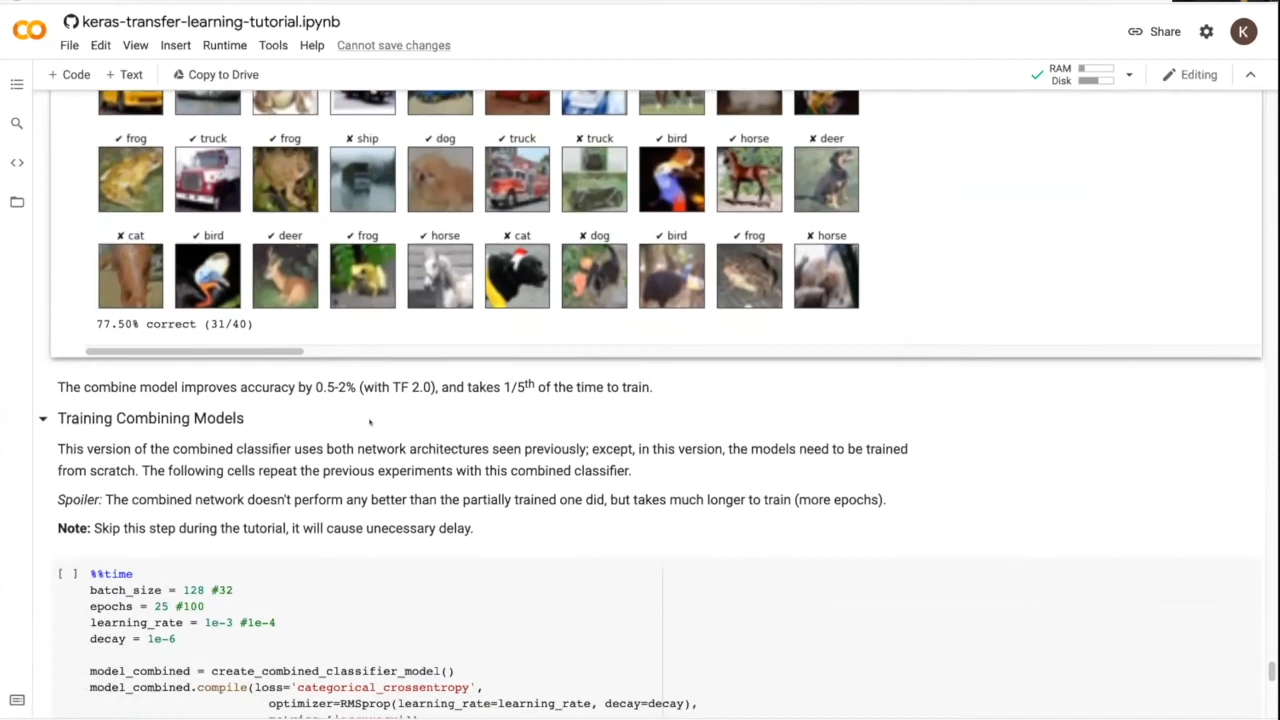 keras-transfer-learning-tutorial.ipynb
Share
K
File Edit View Insert Runtime Tools Help Cannot save changes
+ Code + Text Copy to Drive
RAM
Disk
Editing
✔ frog ✔ truck ✔ frog ✘ ship ✔ dog ✔ truck ✘ truck ✔ bird ✔ horse ✘ deer
✘ cat ✔ bird ✔ deer ✔ frog ✔ horse ✘ cat ✘ dog ✔ bird ✔ frog ✘ horse
77.50% correct (31/40)
The combine model improves accuracy by 0.5-2% (with TF 2.0), and takes 1/5th of the time to train.
Training Combining Models
This version of the combined classifier uses both network architectures seen previously; except, in this version, the models need to be trained
from scratch. The following cells repeat the previous experiments with this combined classifier.
Spoiler: The combined network doesn't perform any better than the partially trained one did, but takes much longer to train (more epochs).
Note: Skip this step during the tutorial, it will cause unecessary delay.
[ ] %%time
batch_size = 128 #32
epochs = 25 #100
learning_rate = 1e-3 #1e-4
decay = 1e-6
model_combined = create_combined_classifier_model()
model_combined.compile(loss='categorical_crossentropy',
optimizer=RMSprop(learning_rate=learning_rate, decay=decay),